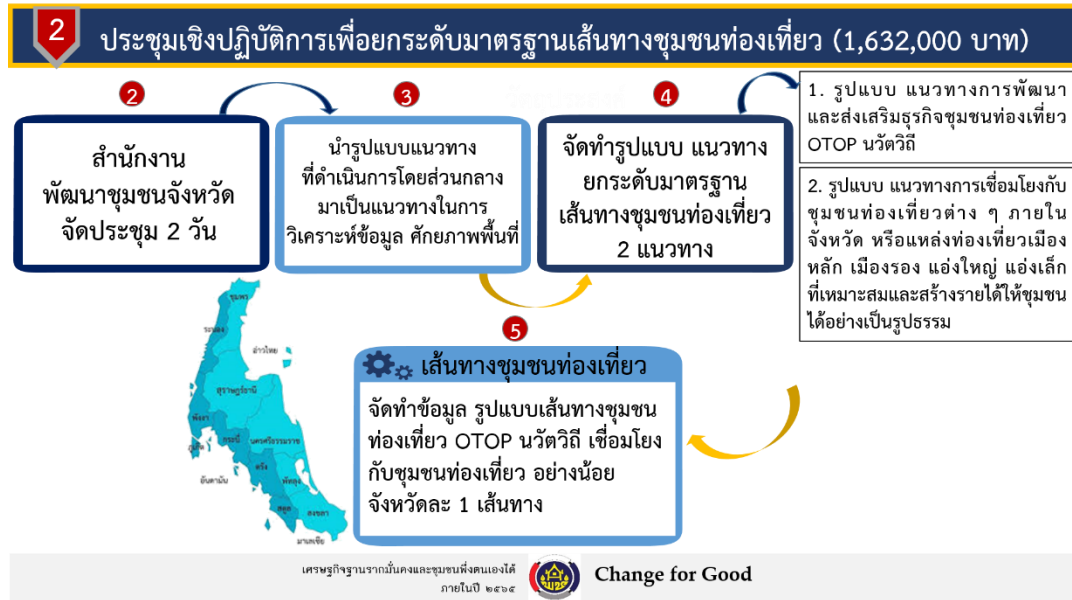 2
ประชุมเชิงปฏิบัติการเพื่อยกระดับมาตรฐานเส้นทางชุมชนท่องเที่ยว (1,632,000 บาท)
2
สำนักงาน
พัฒนาชุมชนจังหวัด
จัดประชุม 2 วัน
3
นำรูปแบบแนวทาง
ที่ดำเนินการโดยส่วนกลาง
มาเป็นแนวทางในการ
วิเคราะห์ข้อมูล ศักยภาพพื้นที่
4
จัดทำรูปแบบ แนวทาง
ยกระดับมาตรฐาน
เส้นทางชุมชนท่องเที่ยว
2 แนวทาง
1. รูปแบบ แนวทางการพัฒนา
และส่งเสริมธุรกิจชุมชนท่องเที่ยว
OTOP นวัตวิถี
2. รูปแบบ แนวทางการเชื่อมโยงกับ
ชุมชนท่องเที่ยวต่าง ๆ ภายใน
จังหวัด หรือแหล่งท่องเที่ยวเมือง
หลัก เมืองรอง แอ่งใหญ่ แอ่งเล็ก
ที่เหมาะสมและสร้างรายได้ให้ชุมชน
ได้อย่างเป็นรูปธรรม
5
เส้นทางชุมชนท่องเที่ยว
จัดทำข้อมูล รูปแบบเส้นทางชุมชน
ท่องเที่ยว OTOP นวัตวิถี เชื่อมโยง
กับชุมชนท่องเที่ยว อย่างน้อย
จังหวัดละ 1 เส้นทาง
ชุมพร
ระนอง
อ่าวไทย
สุราษฎร์ธานี
พังงา
กระบี่
นครศรีธรรมราช
ภูเก็ต
ตรัง
อันดามัน
พัทลุง
สตูล
สงขลา
มาเลเซีย
เศรษฐกิจฐานรากมั่นคงและชุมชนพึ่งตนเองได้
ภายในปี ๒๕๖๕
Change for Good